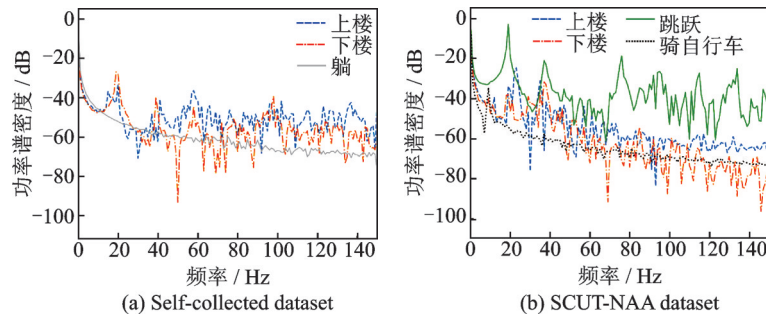 上楼
下楼
躺
功率谱密度 / dB
−20
−40
−60
−80
−100
0 20 40 60 80 100 120 140
频率 / Hz
(a) Self-collected dataset
上楼
下楼
跳跃
骑自行车
功率谱密度 / dB
0
−20
−40
−60
−80
−100
0 20 40 60 80 100 120 140
频率 / Hz
(b) SCUT-NAA dataset